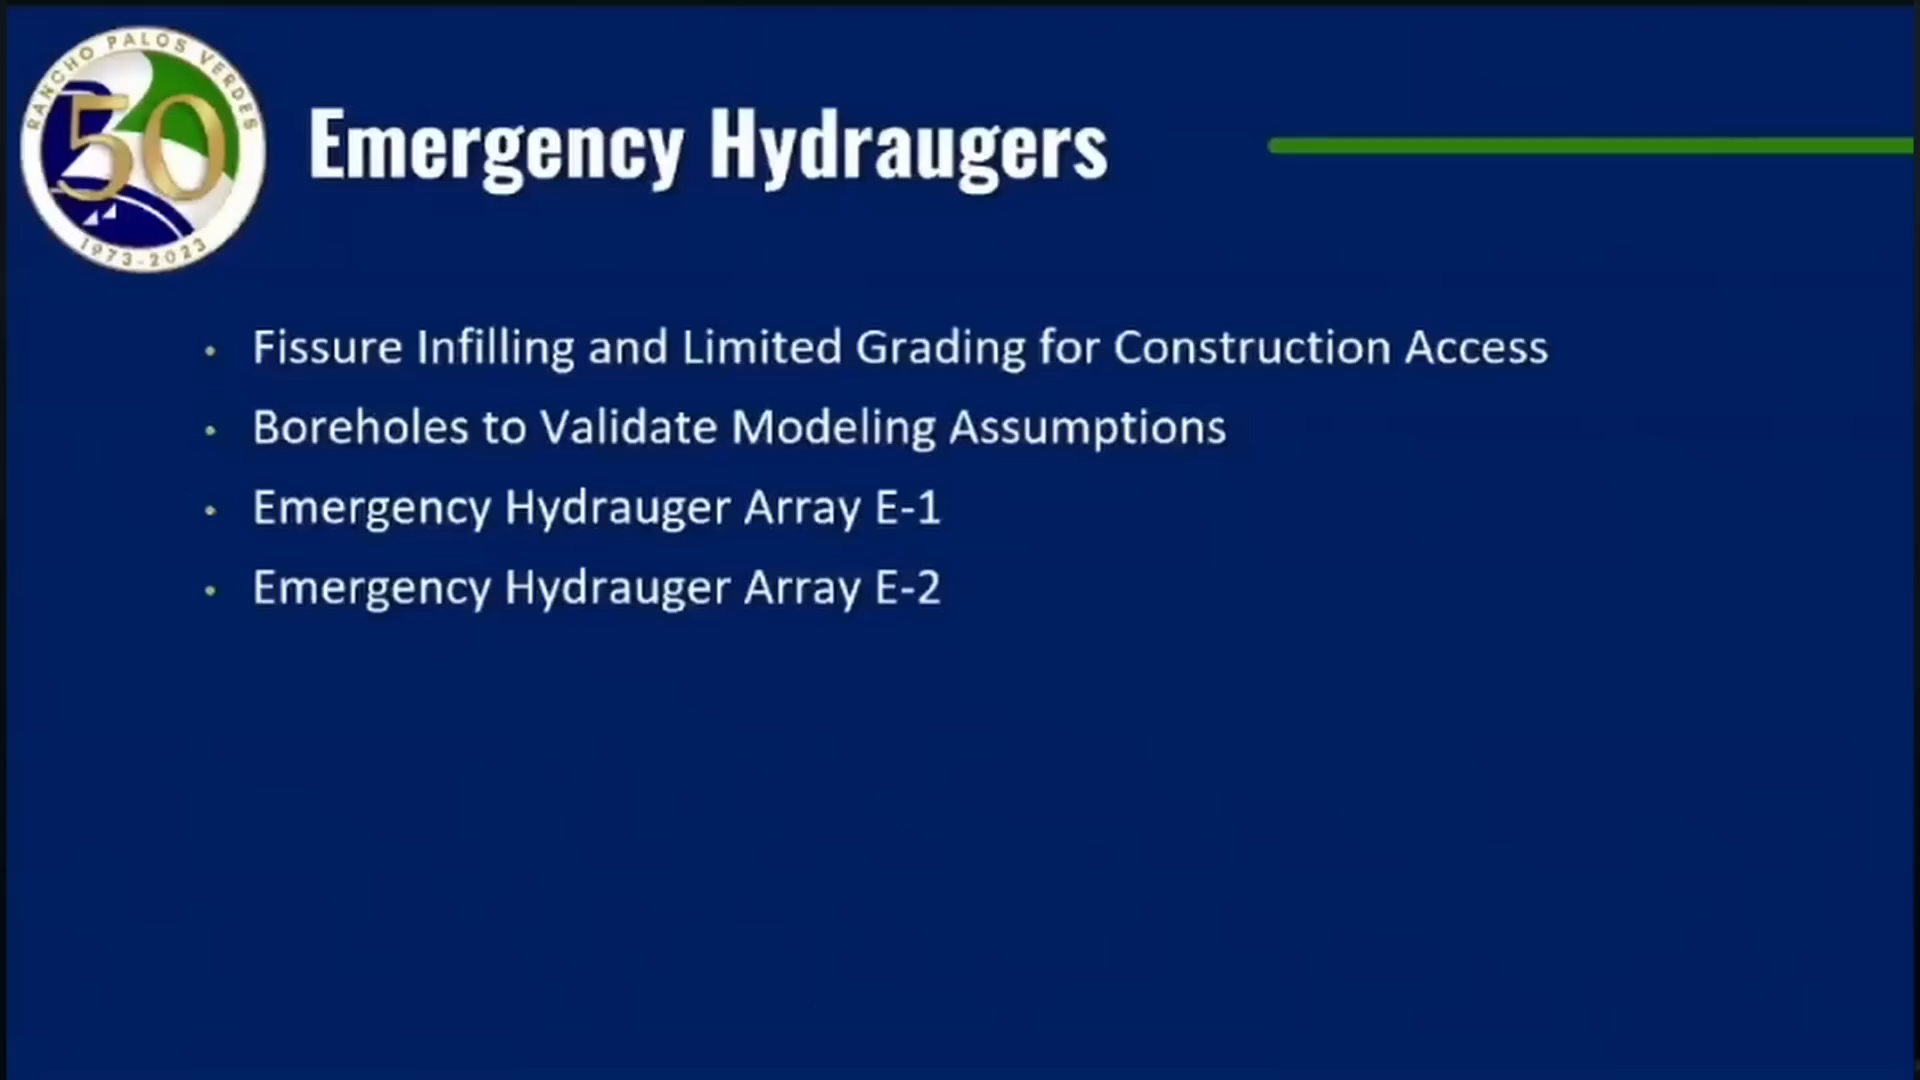 RANCHO PALOS VERDES
50
1973-2023
Emergency Hydraugers
• Fissure Infilling and Limited Grading for Construction Access
• Boreholes to Validate Modeling Assumptions
• Emergency Hydrauger Array E-1
• Emergency Hydrauger Array E-2